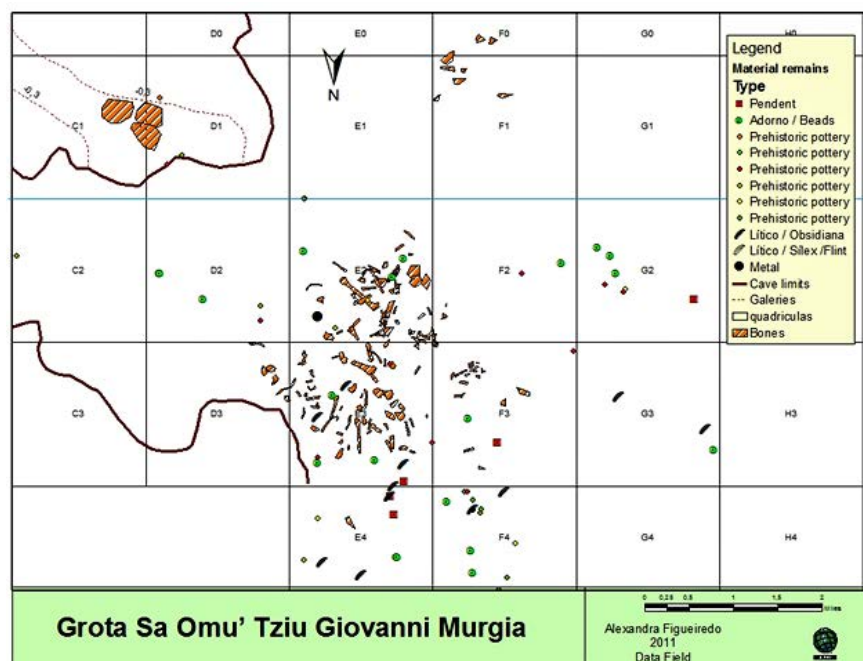 D0 E0 F0 G0 H0
-0,3
-0,3
C1 D1 E1 F1 G1
N
C2 D2 E2 F2 G2
C3 D3 F3 G3 H3
E4 F4 G4 H4
Legend
Material remains
Type
Pendent
Adorno / Beads
Prehistoric pottery
Prehistoric pottery
Prehistoric pottery
Prehistoric pottery
Prehistoric pottery
Prehistoric pottery
Lítico / Obsidiana
Lítico / Sílex /Flint
Metal
Cave limits
Galeries
quadriculas
Bones
Grota Sa Omu' Tziu Giovanni Murgia
0 0,25 0,5 1 1,5 2
Alexandra Figueiredo
2011
Data Field